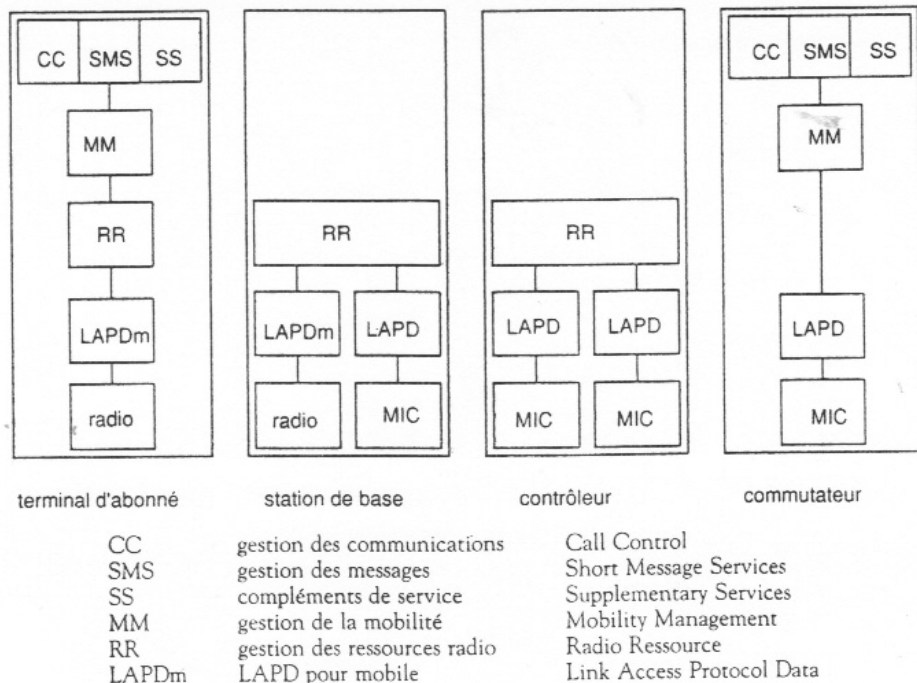 CC SMS SS CC SMS SS
MM MM
RR RR RR
LAPDm LAPDm LAPD LAPD LAPD LAPD
radio radio MIC MIC MIC MIC
terminal d'abonné station de base contrôleur commutateur
CC gestion des communications Call Control
SMS gestion des messages Short Message Services
SS compléments de service Supplementary Services
MM gestion de la mobilité Mobility Management
RR gestion des ressources radio Radio Ressource
LAPDm LAPD pour mobile Link Access Protocol Data